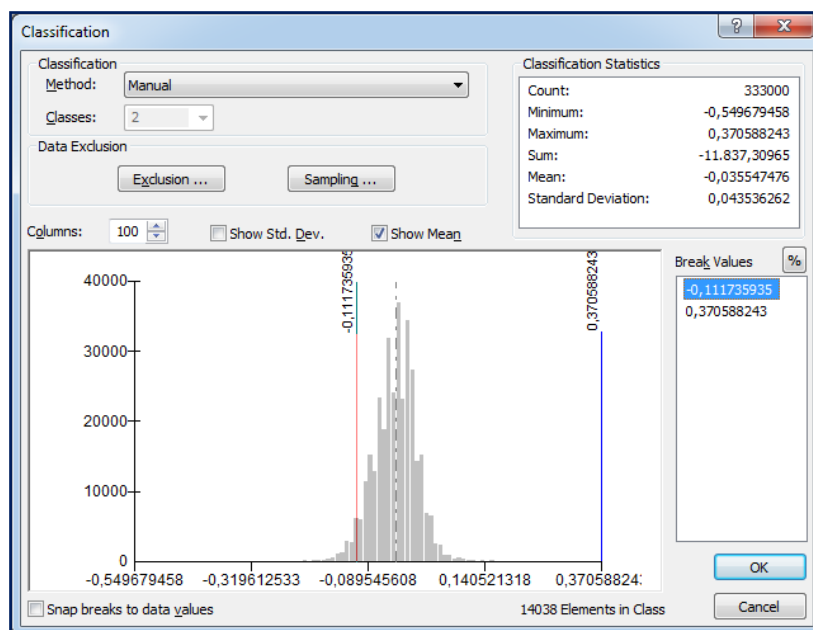 Classification
Classification
Method: Manual
Classes: 2
Data Exclusion
Exclusion ...
Sampling ...
Classification Statistics
Count: 333000
Minimum: -0,549679458
Maximum: 0,370588243
Sum: -11.837,30965
Mean: -0,035547476
Standard Deviation: 0,043536262
Columns: 100
Show Std. Dev.
Show Mean
Break Values
%
-0,111735935
0,370588243
-0,111735935
0,370588243
40000
30000
20000
10000
0
-0,549679458 -0,319612533 -0,089545608 0,140521318 0,37058824
OK
Snap breaks to data values
14038 Elements in Class
Cancel